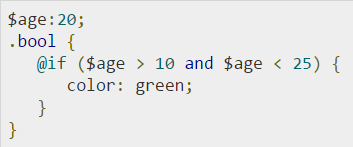 $age:20;
.bool {
   @if ($age > 10 and $age < 25) {
      color: green;
   }
}